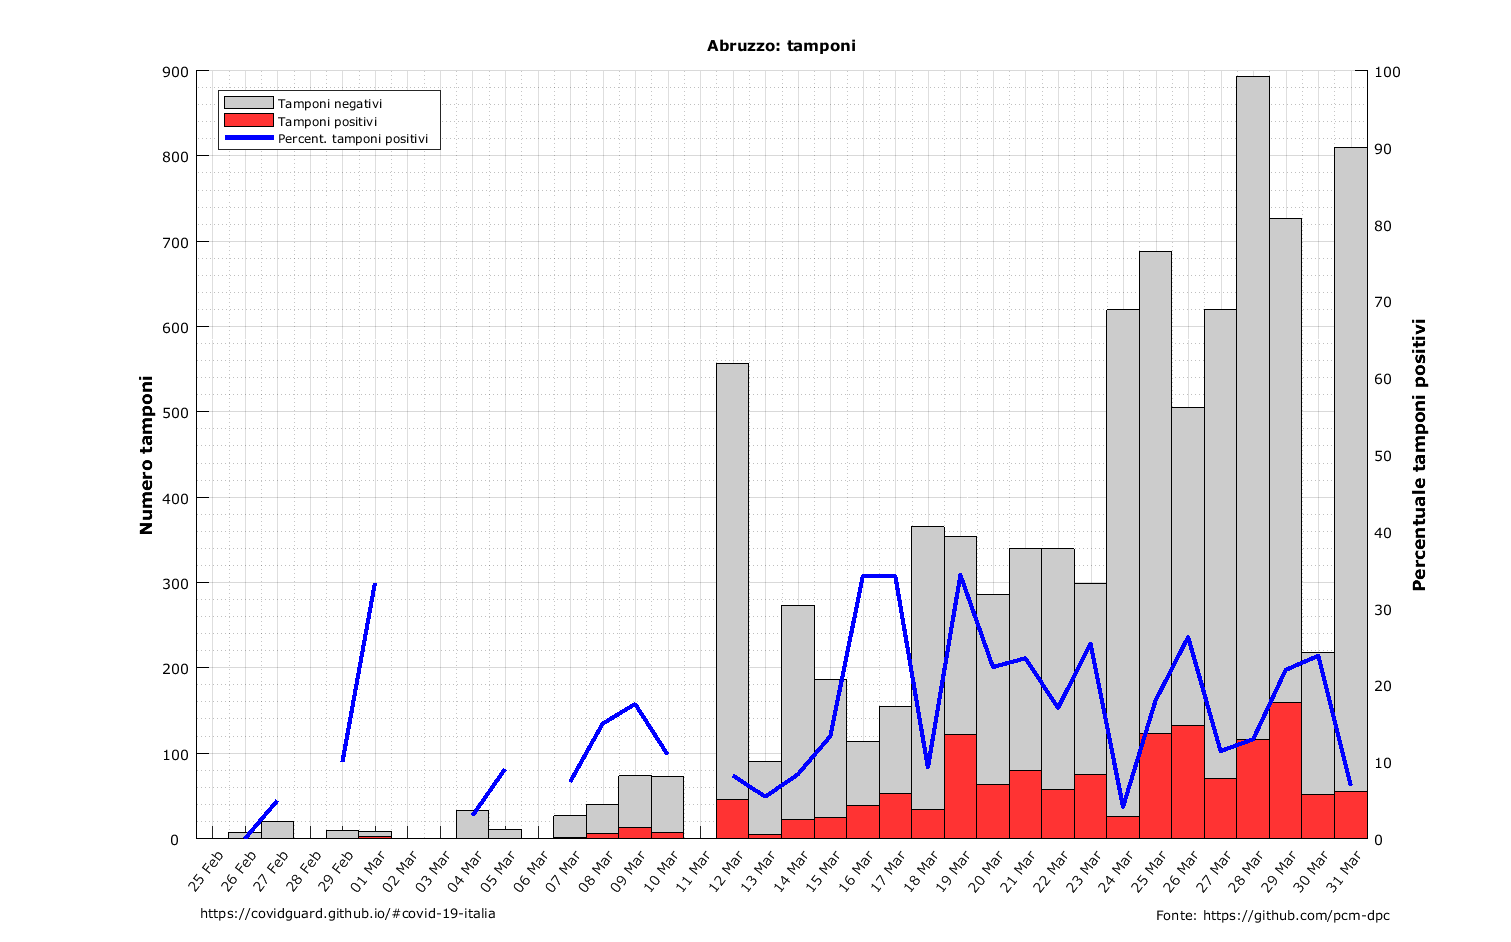 Abruzzo: tamponi
Tamponi negativi
Tamponi positivi
Percent. tamponi positivi
Numero tamponi
900
800
700
600
500
400
300
200
100
0
100
90
80
70
60
50
40
30
20
10
0
Percentuale tamponi positivi
25 Feb
26 Feb
27 Feb
28 Feb
29 Feb
01 Mar
02 Mar
03 Mar
04 Mar
05 Mar
06 Mar
07 Mar
08 Mar
09 Mar
10 Mar
11 Mar
12 Mar
13 Mar
14 Mar
15 Mar
16 Mar
17 Mar
18 Mar
19 Mar
20 Mar
21 Mar
22 Mar
23 Mar
24 Mar
25 Mar
26 Mar
27 Mar
28 Mar
29 Mar
30 Mar
31 Mar
https://covidguard.github.io/#covid-19-italia
Fonte: https://github.com/pcm-dpc